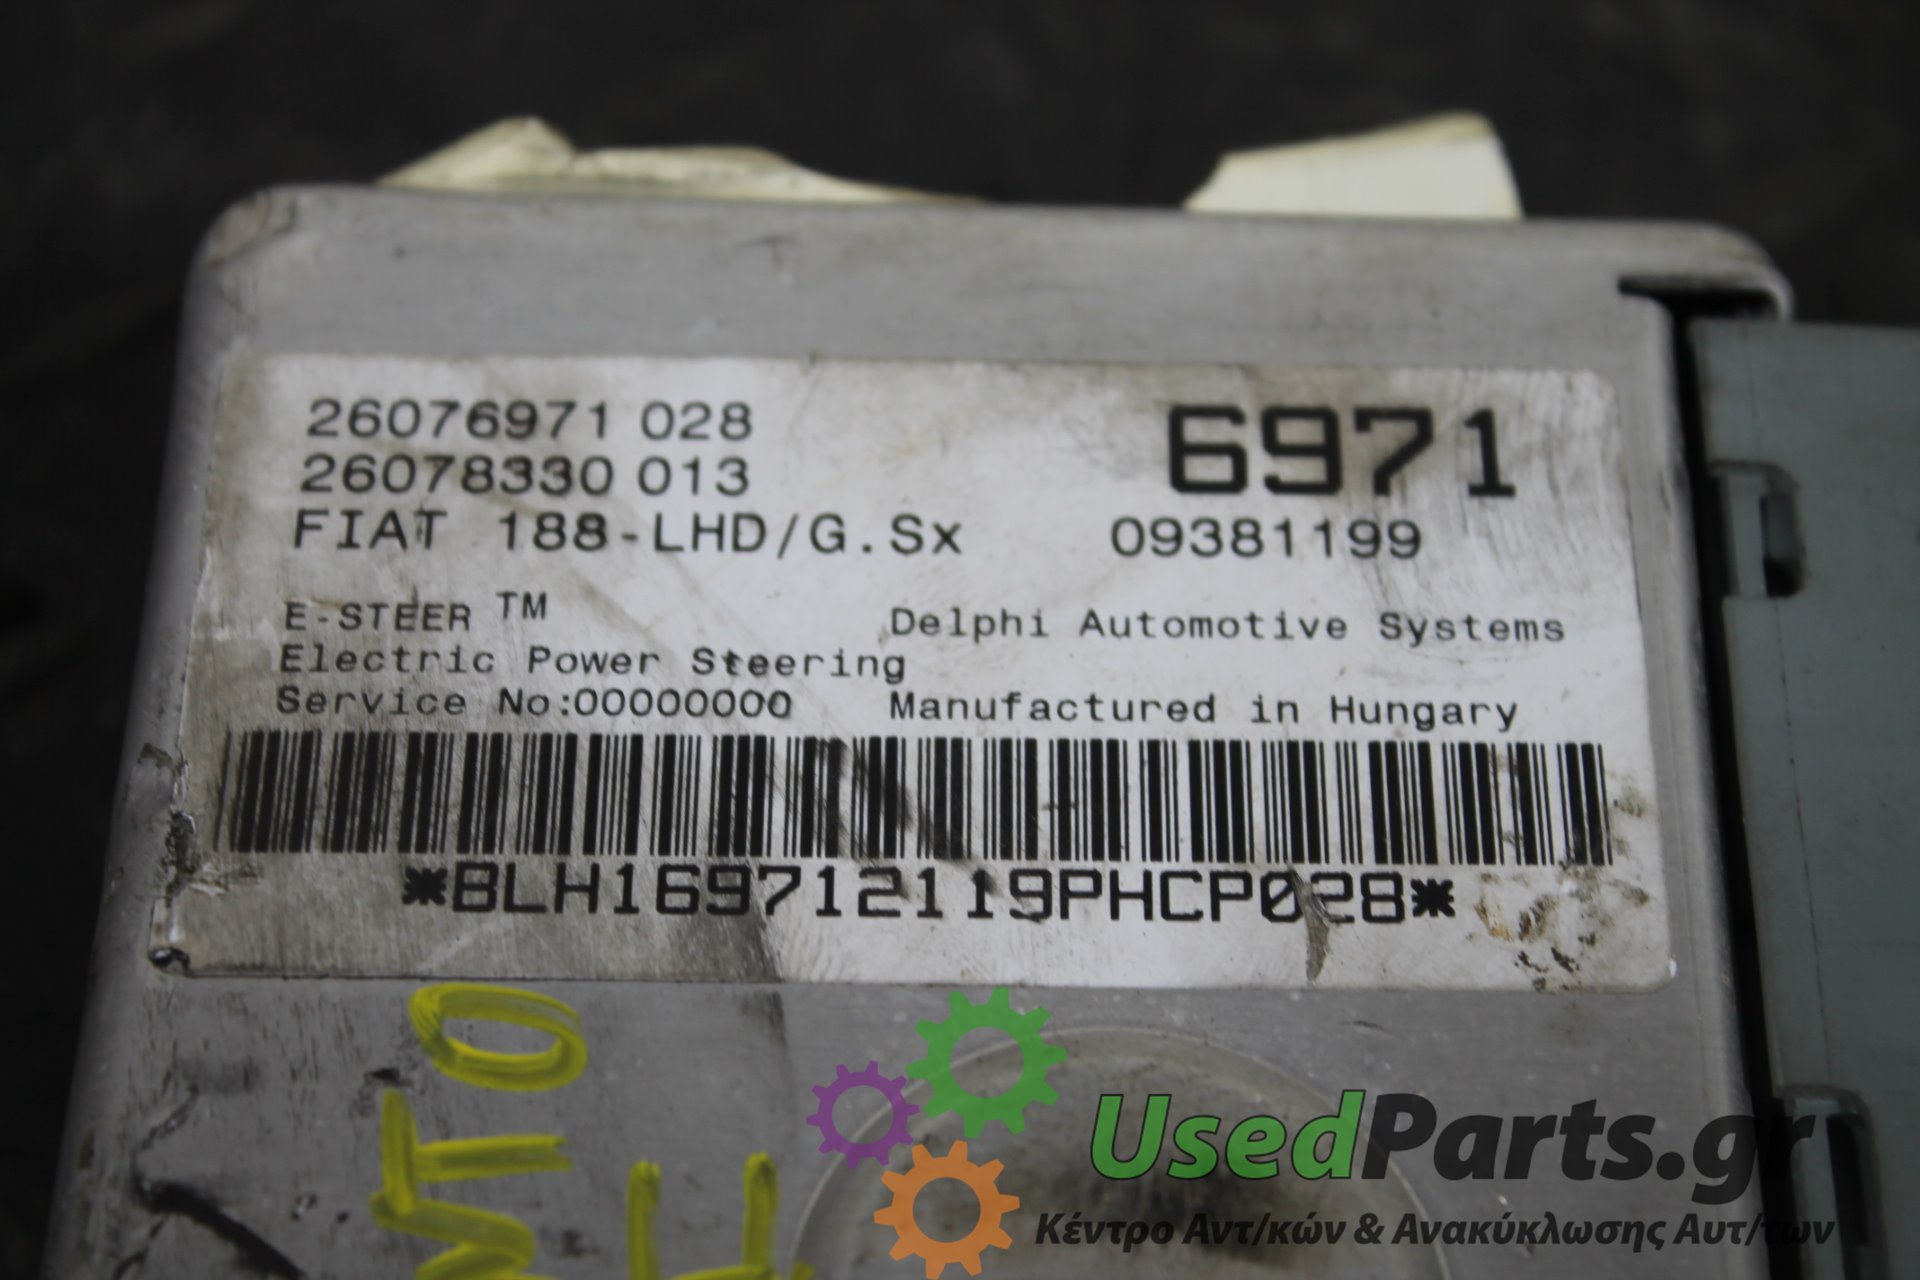 26076971 028
6971
26078330 013
FIAT 188-LHD/G.Sx 09381199
E-STEER TM
Delphi Automotive Systems
Electric Power Steering
Service No:00000000 Manufactured in Hungary
*BLH169712119PHCP028*
UsedParts.gr
Κέντρο Αντ/κών & Ανακύκλωσης Αυτ/των